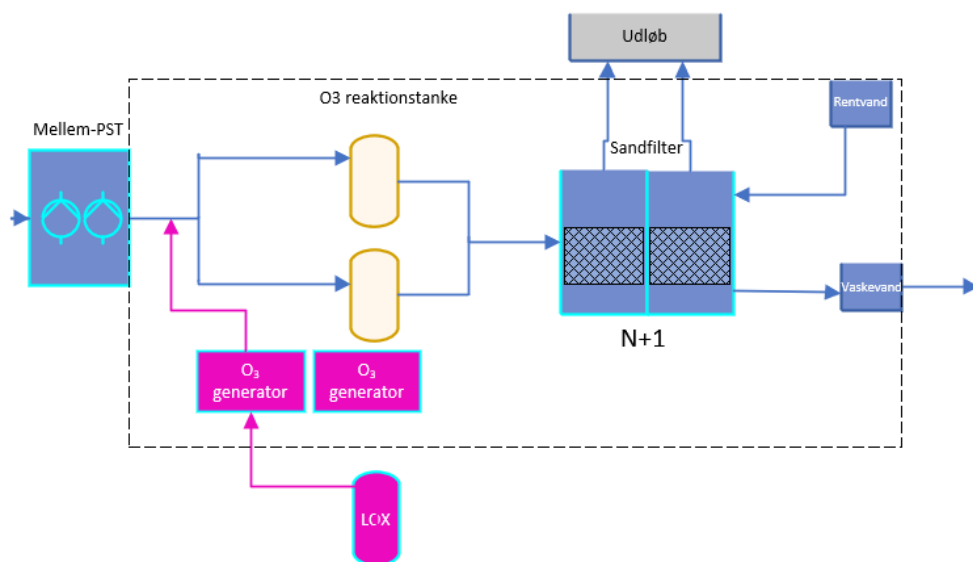 Udløb
O3 reaktionstanke
Rentvand
Mellem-PST
Sandfilter
Vaskevand
N+1
O₃
generator
O₃
generator
LOX